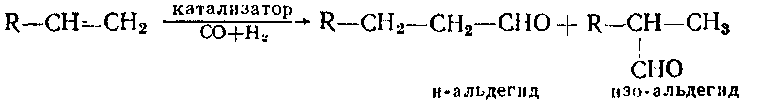 R—CH=CH₂ катализатор / CO+H₂ → R—CH₂—CH₂—CHO + R—CH—CH₃
CHO
н-альдегид изо-альдегид